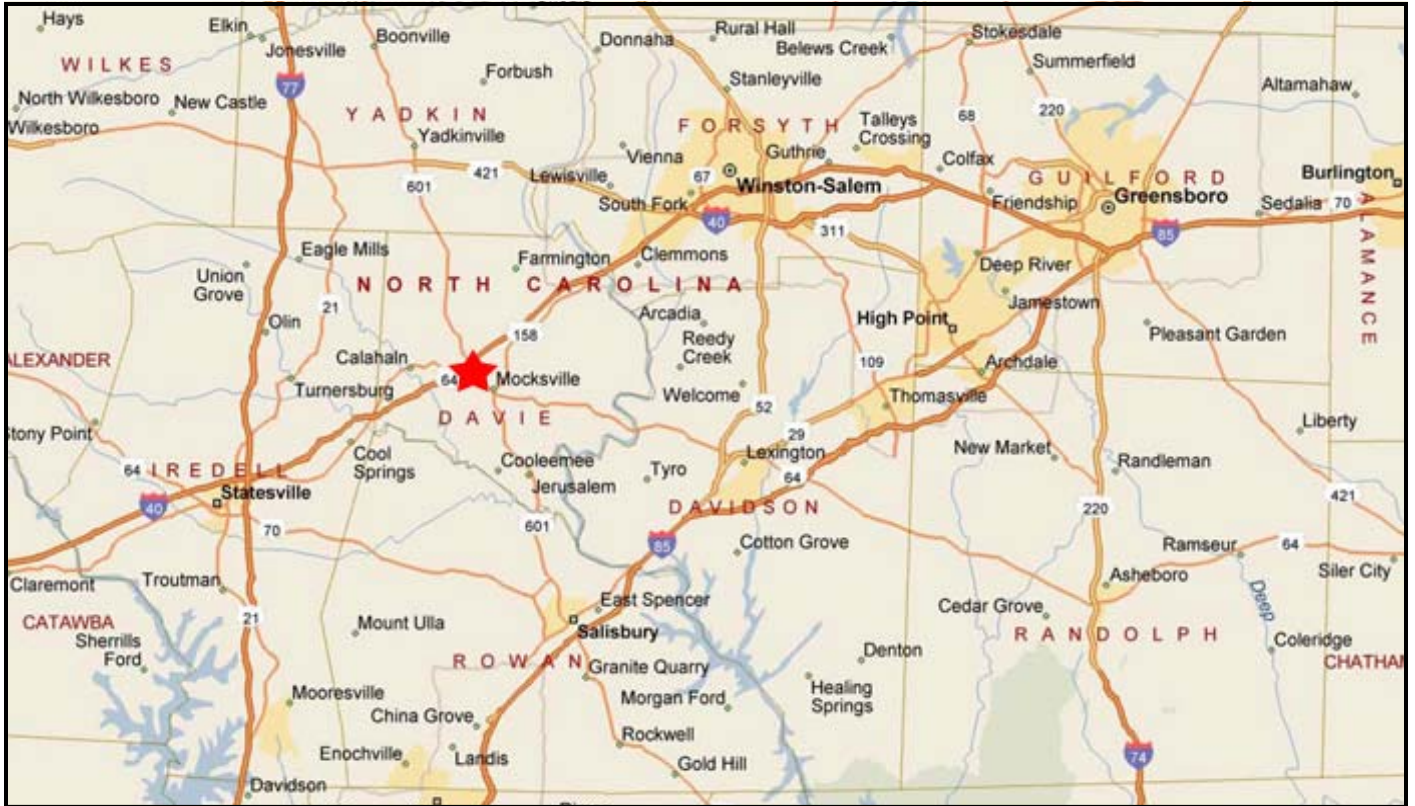 Hays
Elkin
Jonesville
Boonville
Donnaha
Rural Hall
Belews Creek
Stokesdale
Summerfield
WILKES
77
Forbush
Stanleyville
Altamahaw
North Wilkesboro
New Castle
Wilkesboro
YADKIN
Yadkinville
FORSYTH
Talleys
Crossing
68
220
Vienna
Guthrie
Colfax
421
601
Lewisville
67
Winston-Salem
South Fork
40
311
GUILFORD
Greensboro
Friendship
Burlington
Sedalia
70
85
ALAMANCE
Eagle Mills
Union
Grove
Farmington
Clemmons
Deep River
NORTH CAROLINA
21
Jamestown
Olin
158
Arcadia
Reedy
Creek
High Point
Pleasant Garden
ALEXANDER
Calahaln
64
Mocksville
109
Archdale
Turnersburg
Welcome
52
Thomasville
DAVIE
Stony Point
29
Liberty
Cool
Springs
New Market
Randleman
64
IREDELL
Cooleemee
Jerusalem
Tyro
Lexington
64
Statesville
40
DAVIDSON
220
421
70
601
85
Cotton Grove
Ramseur
64
Siler City
Claremont
Troutman
Asheboro
Deep
CATAWBA
21
East Spencer
Cedar Grove
Sherrills
Ford
Mount Ulla
Salisbury
RANDOLPH
Coleridge
ROWAN
Granite Quarry
Denton
CHATHAM
Mooresville
Morgan Ford
Healing
Springs
China Grove
Rockwell
Enochville
Landis
Gold Hill
74
Davidson